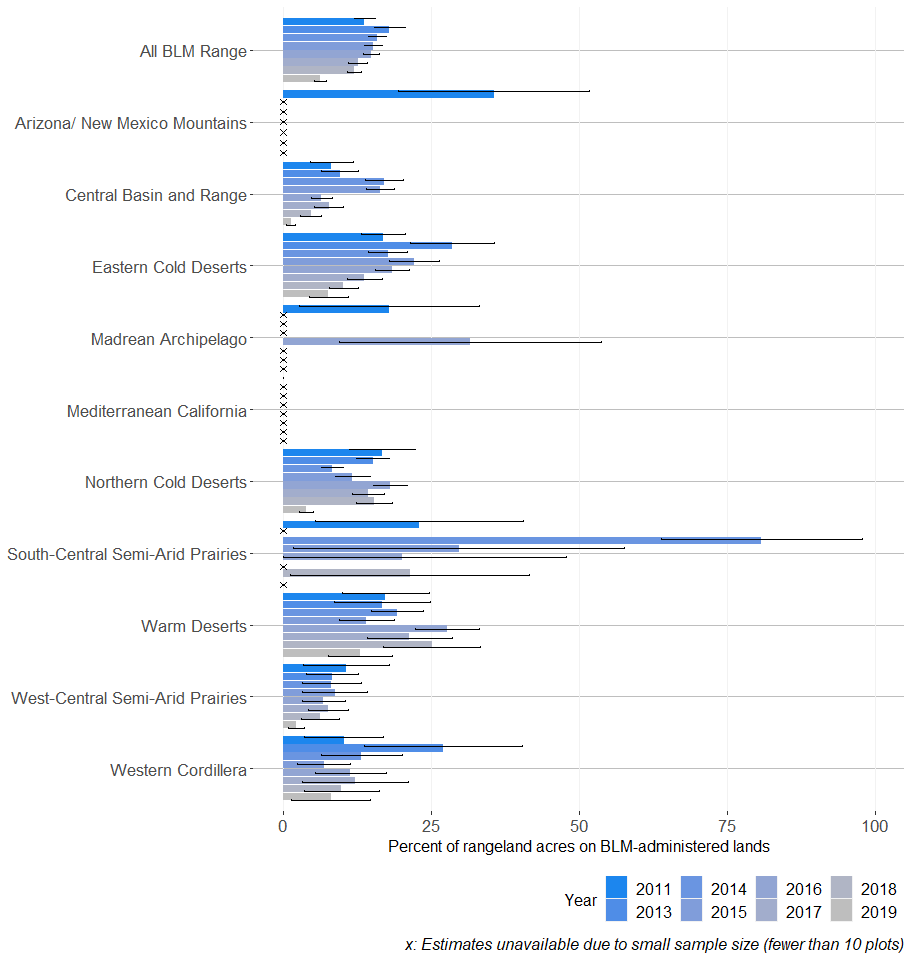 All BLM Range
Arizona/ New Mexico Mountains
Central Basin and Range
Eastern Cold Deserts
Madrean Archipelago
Mediterranean California
Northern Cold Deserts
South-Central Semi-Arid Prairies
Warm Deserts
West-Central Semi-Arid Prairies
Western Cordillera
0 25 50 75 100
Percent of rangeland acres on BLM-administered lands
Year
2011 2014 2016 2018
2013 2015 2017 2019
x: Estimates unavailable due to small sample size (fewer than 10 plots)